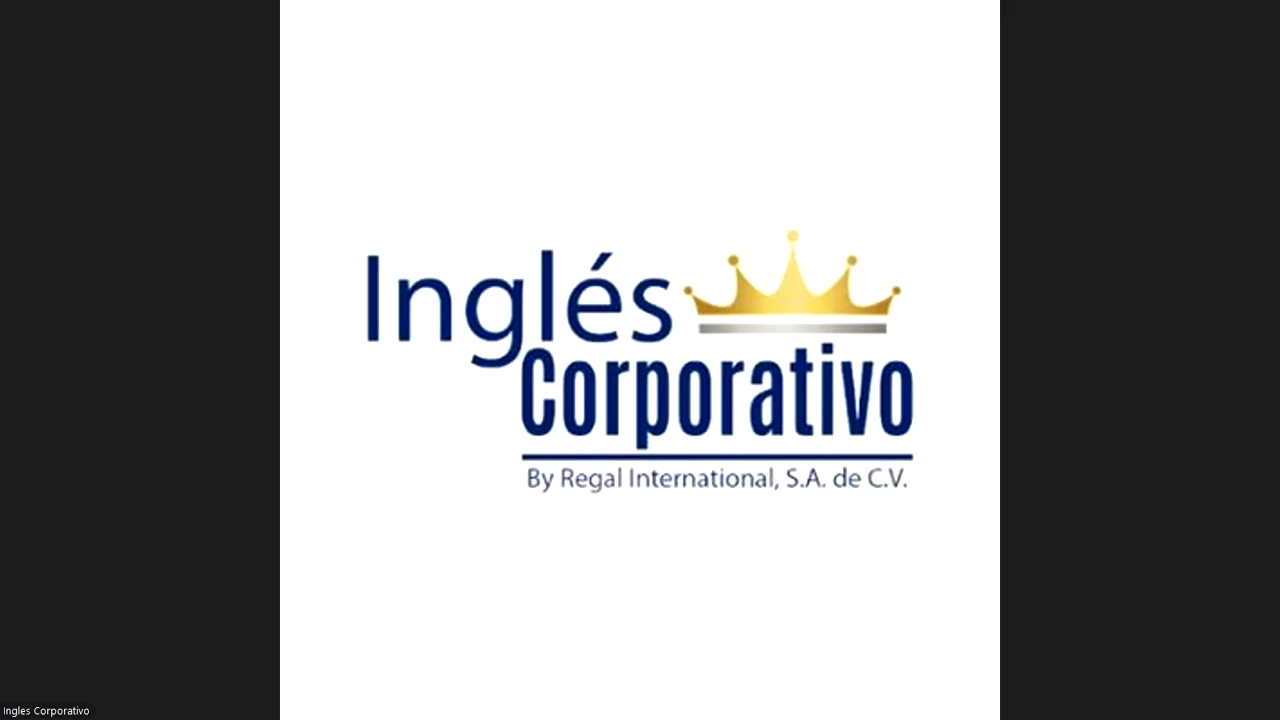 Inglés
Corporativo
By Regal International, S.A. de C.V.
Ingles Corporativo